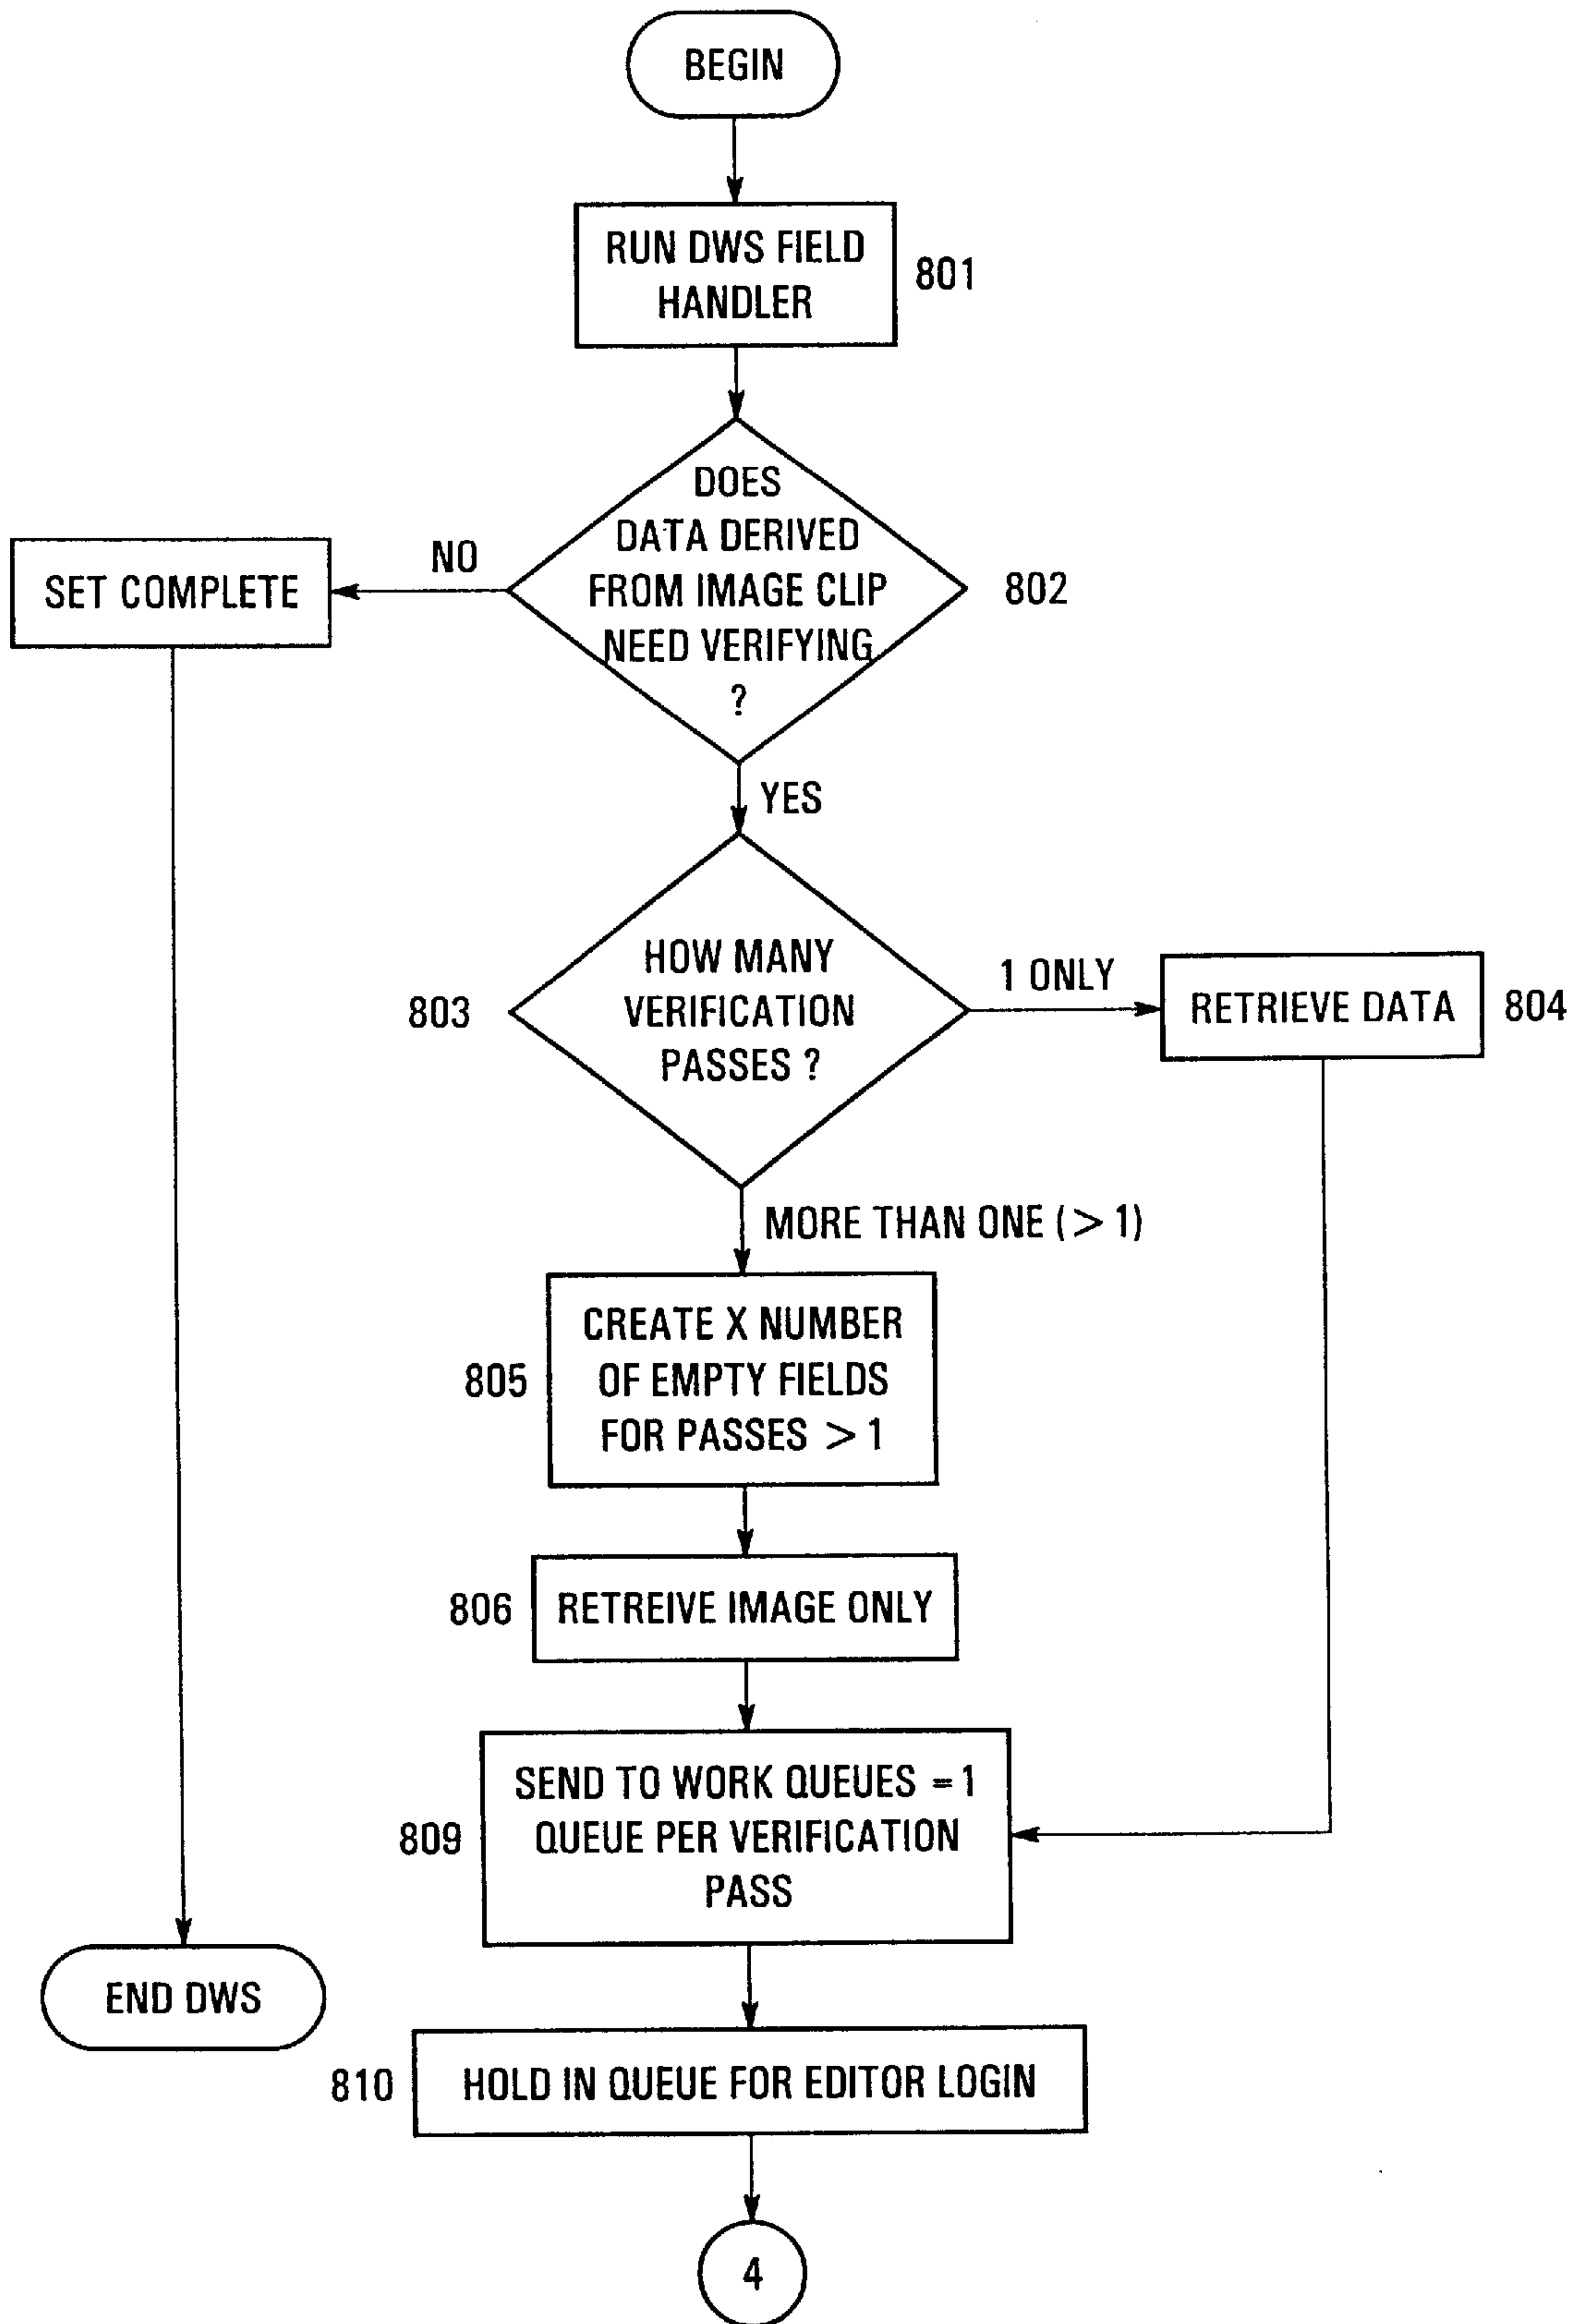 BEGIN
RUN DWS FIELD
HANDLER
801
DOES
DATA DERIVED
FROM IMAGE CLIP
NEED VERIFYING
?
802
NO
SET COMPLETE
YES
HOW MANY
VERIFICATION
PASSES ?
803
1 ONLY
RETRIEVE DATA
804
MORE THAN ONE ( > 1)
CREATE X NUMBER
OF EMPTY FIELDS
FOR PASSES > 1
805
806
RETREIVE IMAGE ONLY
SEND TO WORK QUEUES = 1
QUEUE PER VERIFICATION
PASS
809
END DWS
810
HOLD IN QUEUE FOR EDITOR LOGIN
4